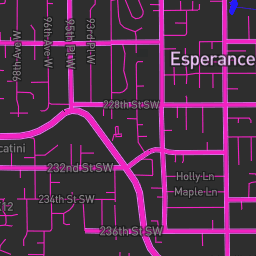 98th Ave W
96th Ave W
95th Pl W
93rd Pl W
Esperance
228th St SW
catini
232nd St SW
Holly Ln
Maple Ln
234th St SW
236th St SW